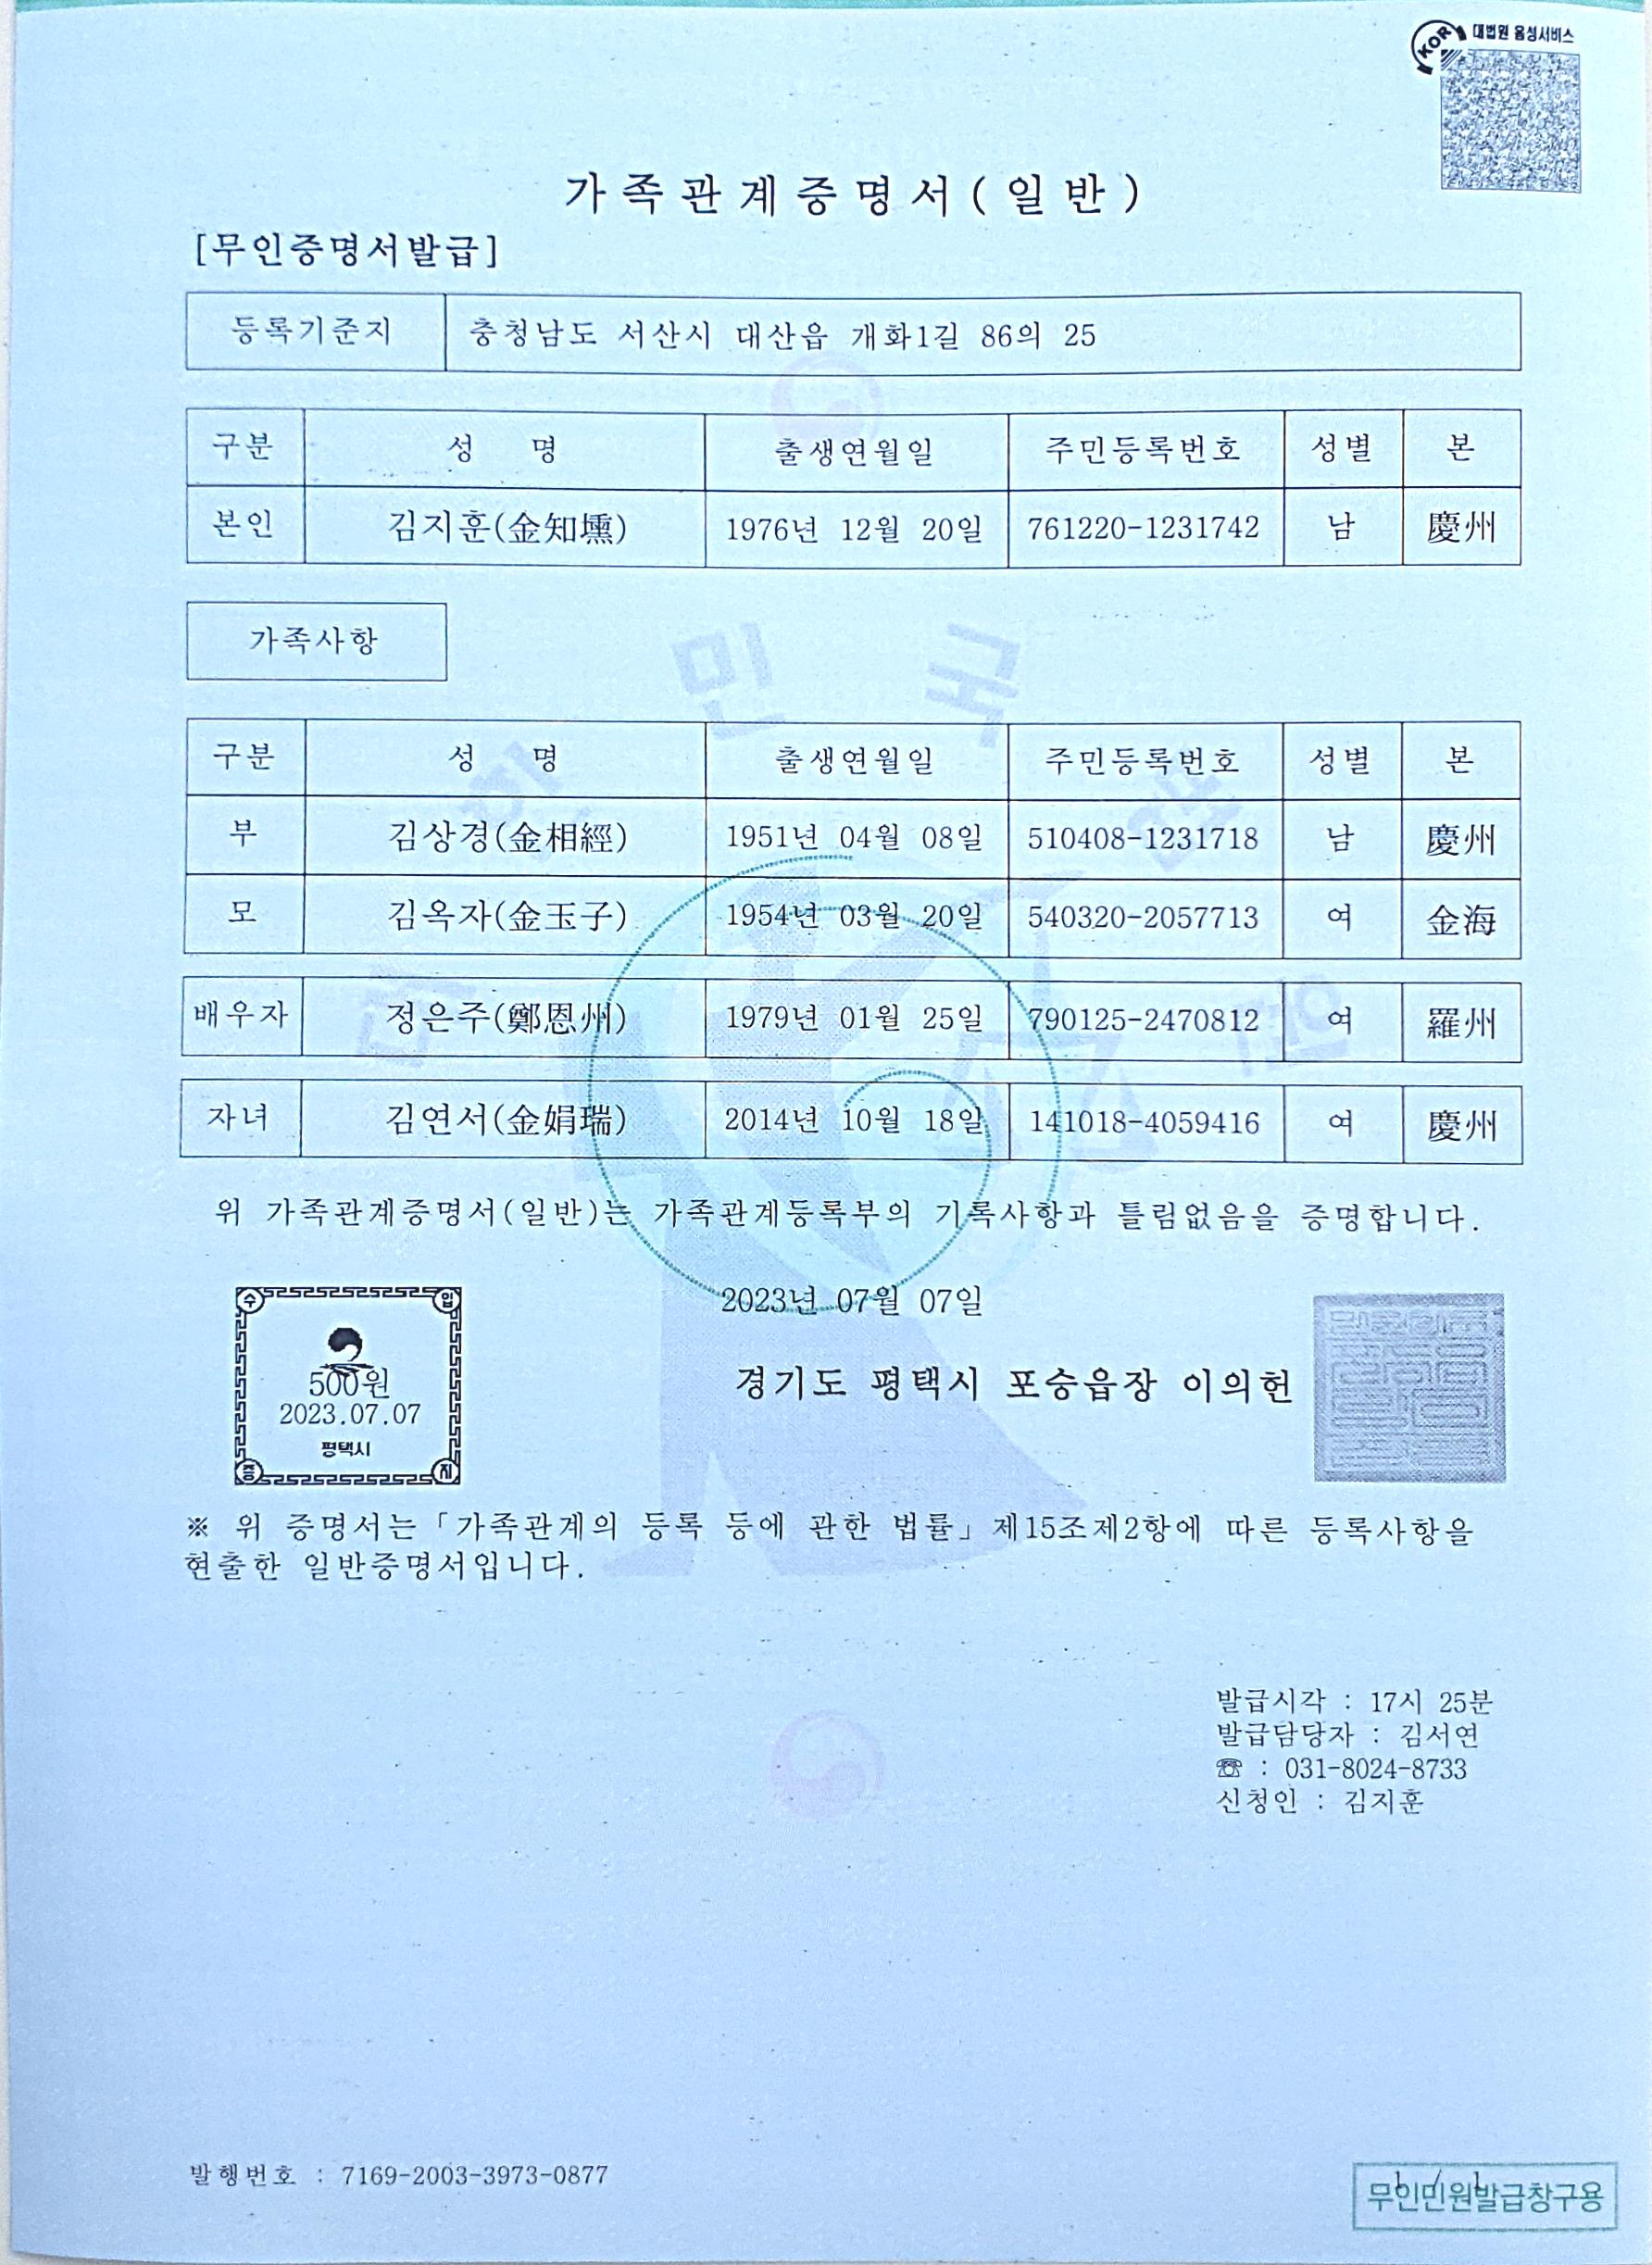 KOR 대법원 음성서비스
가족관계증명서(일반)
[무인증명서발급]
등록기준지 충청남도 서산시 대산읍 개화1길 86의 25
구분 성 명 출생연월일 주민등록번호 성별 본
본인 김지훈(金知壎) 1976년 12월 20일 761220-1231742 남 慶州
가족사항
구분 성 명 출생연월일 주민등록번호 성별 본
부 김상경(金相經) 1951년 04월 08일 510408-1231718 남 慶州
모 김옥자(金玉子) 1954년 03월 20일 540320-2057713 여 金海
배우자 정은주(鄭恩州) 1979년 01월 25일 790125-2470812 여 羅州
자녀 김연서(金娟瑞) 2014년 10월 18일 141018-4059416 여 慶州
위 가족관계증명서(일반)는 가족관계등록부의 기록사항과 틀림없음을 증명합니다.
2023년 07월 07일
경기도 평택시 포승읍장 이의헌
수 입
500원
2023.07.07
평택시
증 지
※ 위 증명서는「가족관계의 등록 등에 관한 법률」제15조제2항에 따른 등록사항을
현출한 일반증명서입니다.
발급시각 : 17시 25분
발급담당자 : 김서연
☏ : 031-8024-8733
신청인 : 김지훈
발행번호 : 7169-2003-3973-0877
무인민원발급창구용